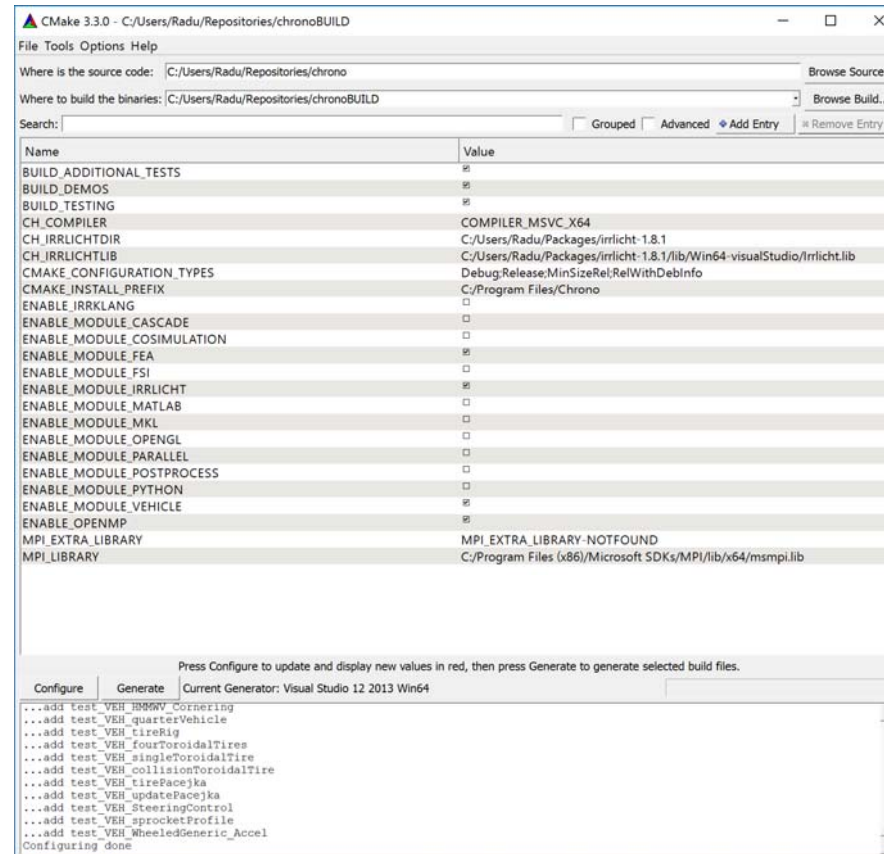 CMake 3.3.0 - C:/Users/Radu/Repositories/chronoBUILD
File Tools Options Help
Where is the source code: C:/Users/Radu/Repositories/chrono Browse Source
Where to build the binaries: C:/Users/Radu/Repositories/chronoBUILD Browse Build..
Search: Grouped Advanced Add Entry Remove Entry
Name Value
BUILD_ADDITIONAL_TESTS
BUILD_DEMOS
BUILD_TESTING
CH_COMPILER COMPILER_MSVC_X64
CH_IRRLICHTDIR C:/Users/Radu/Packages/irrlicht-1.8.1
CH_IRRLICHTLIB C:/Users/Radu/Packages/irrlicht-1.8.1/lib/Win64-visualStudio/Irrlicht.lib
CMAKE_CONFIGURATION_TYPES Debug;Release;MinSizeRel;RelWithDebInfo
CMAKE_INSTALL_PREFIX C:/Program Files/Chrono
ENABLE_IRRKLANG
ENABLE_MODULE_CASCADE
ENABLE_MODULE_COSIMULATION
ENABLE_MODULE_FEA
ENABLE_MODULE_FSI
ENABLE_MODULE_IRRLICHT
ENABLE_MODULE_MATLAB
ENABLE_MODULE_MKL
ENABLE_MODULE_OPENGL
ENABLE_MODULE_PARALLEL
ENABLE_MODULE_POSTPROCESS
ENABLE_MODULE_PYTHON
ENABLE_MODULE_VEHICLE
ENABLE_OPENMP
MPI_EXTRA_LIBRARY MPI_EXTRA_LIBRARY-NOTFOUND
MPI_LIBRARY C:/Program Files (x86)/Microsoft SDKs/MPI/lib/x64/msmpi.lib
Press Configure to update and display new values in red, then press Generate to generate selected build files.
Configure Generate Current Generator: Visual Studio 12 2013 Win64
...add test_VEH_HMMWV_Cornering
...add test_VEH_quarterVehicle
...add test_VEH_tireRig
...add test_VEH_fourToroidalTires
...add test_VEH_singleToroidalTire
...add test_VEH_collisionToroidalTire
...add test_VEH_tirePacejka
...add test_VEH_updatePacejka
...add test_VEH_SteeringControl
...add test_VEH_sprocketProfile
...add test_VEH_WheeledGeneric_Accel
Configuring done